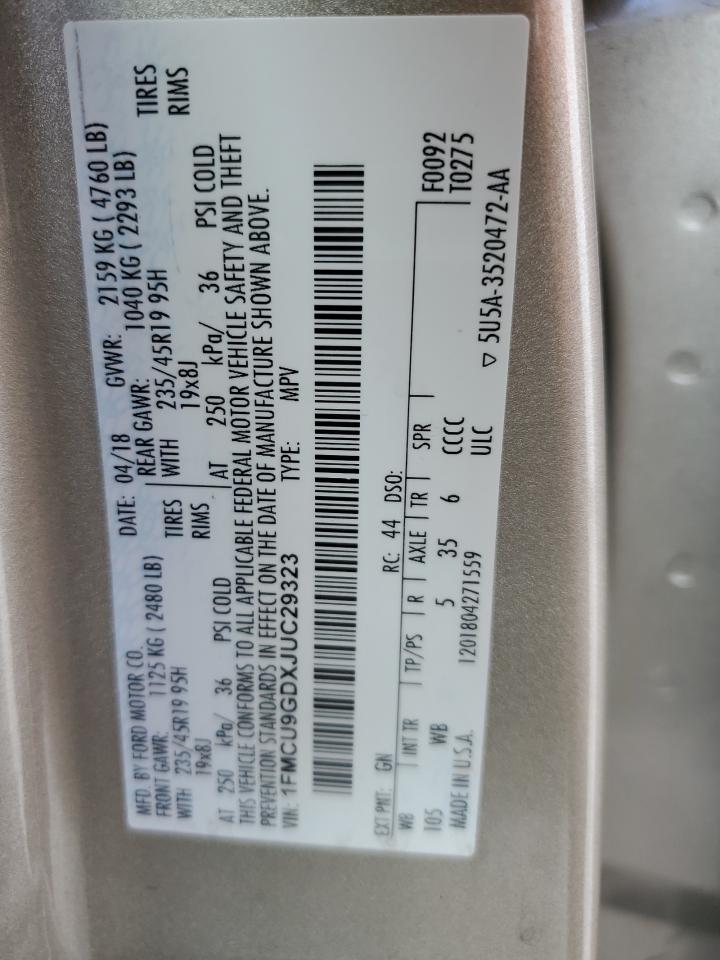 MFD. BY FORD MOTOR CO.
DATE: 04/18 GVWR: 2159 KG ( 4760 LB)
FRONT GAWR: 1125 KG ( 2480 LB)
REAR GAWR: 1040 KG ( 2293 LB)
WITH 235/45R19 95H TIRES
WITH 235/45R19 95H TIRES
19x8J RIMS
19x8J RIMS
AT 250 kPa/ 36 PSI COLD
AT 250 kPa/ 36 PSI COLD
THIS VEHICLE CONFORMS TO ALL APPLICABLE FEDERAL MOTOR VEHICLE SAFETY AND THEFT
PREVENTION STANDARDS IN EFFECT ON THE DATE OF MANUFACTURE SHOWN ABOVE.
VIN: 1FMCU9GDXJUC29323 TYPE: MPV
EXT PNT: GN RC: 44 DSO: F0092
T0275
WB INT TR TP/PS R AXLE TR SPR
105 WB 5 35 6 CCCC
MADE IN U.S.A. 1201804271559 ULC ▽ 5U5A-3520472-AA